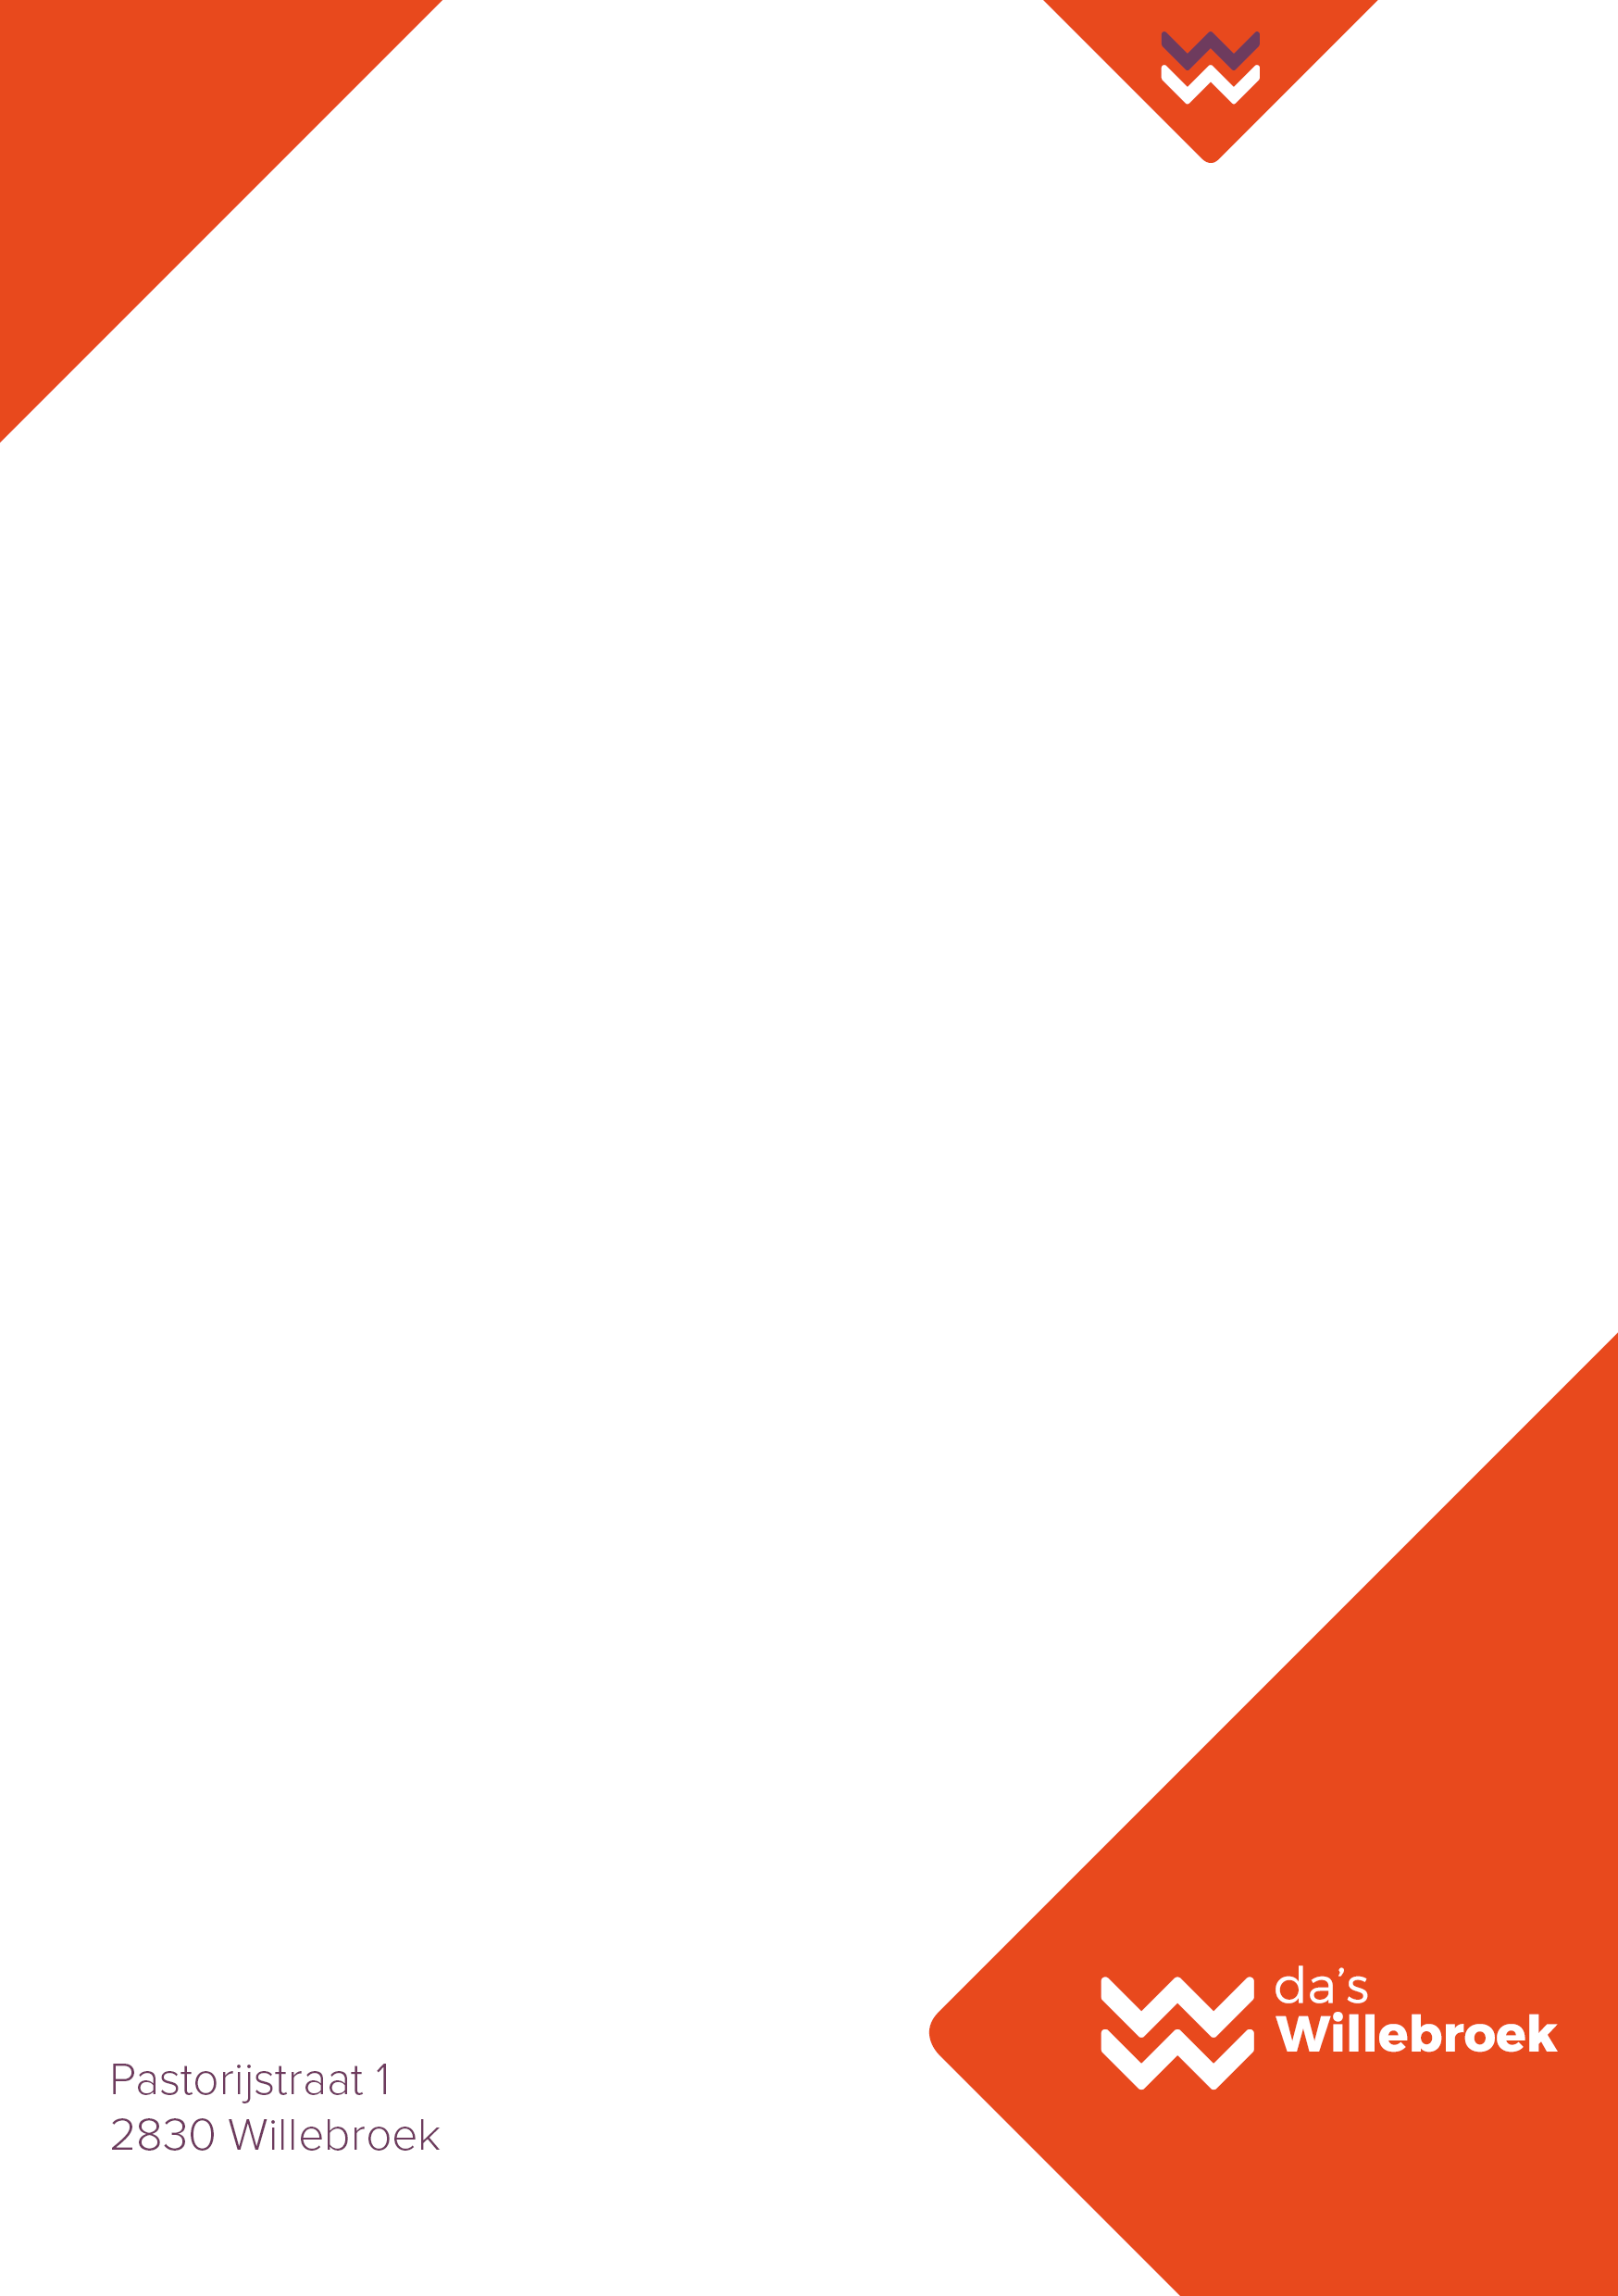 da's
Willebroek
Pastorijstraat 1
2830 Willebroek